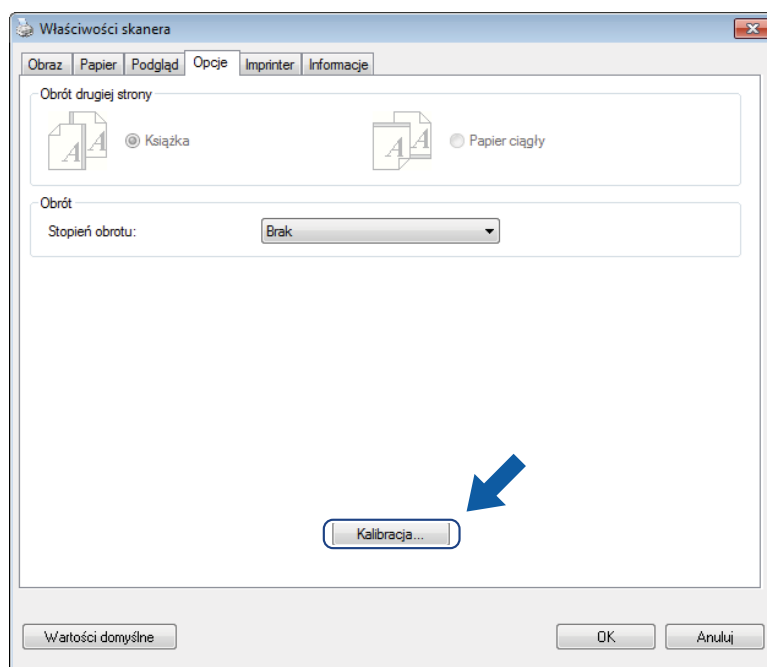 Właściwości skanera
Obraz Papier Podgląd Opcje Imprinter Informacje
Obrót drugiej strony
A A Książka A A Papier ciągły
Obrót
Stopień obrotu: Brak
Kalibracja...
Wartości domyślne OK Anuluj